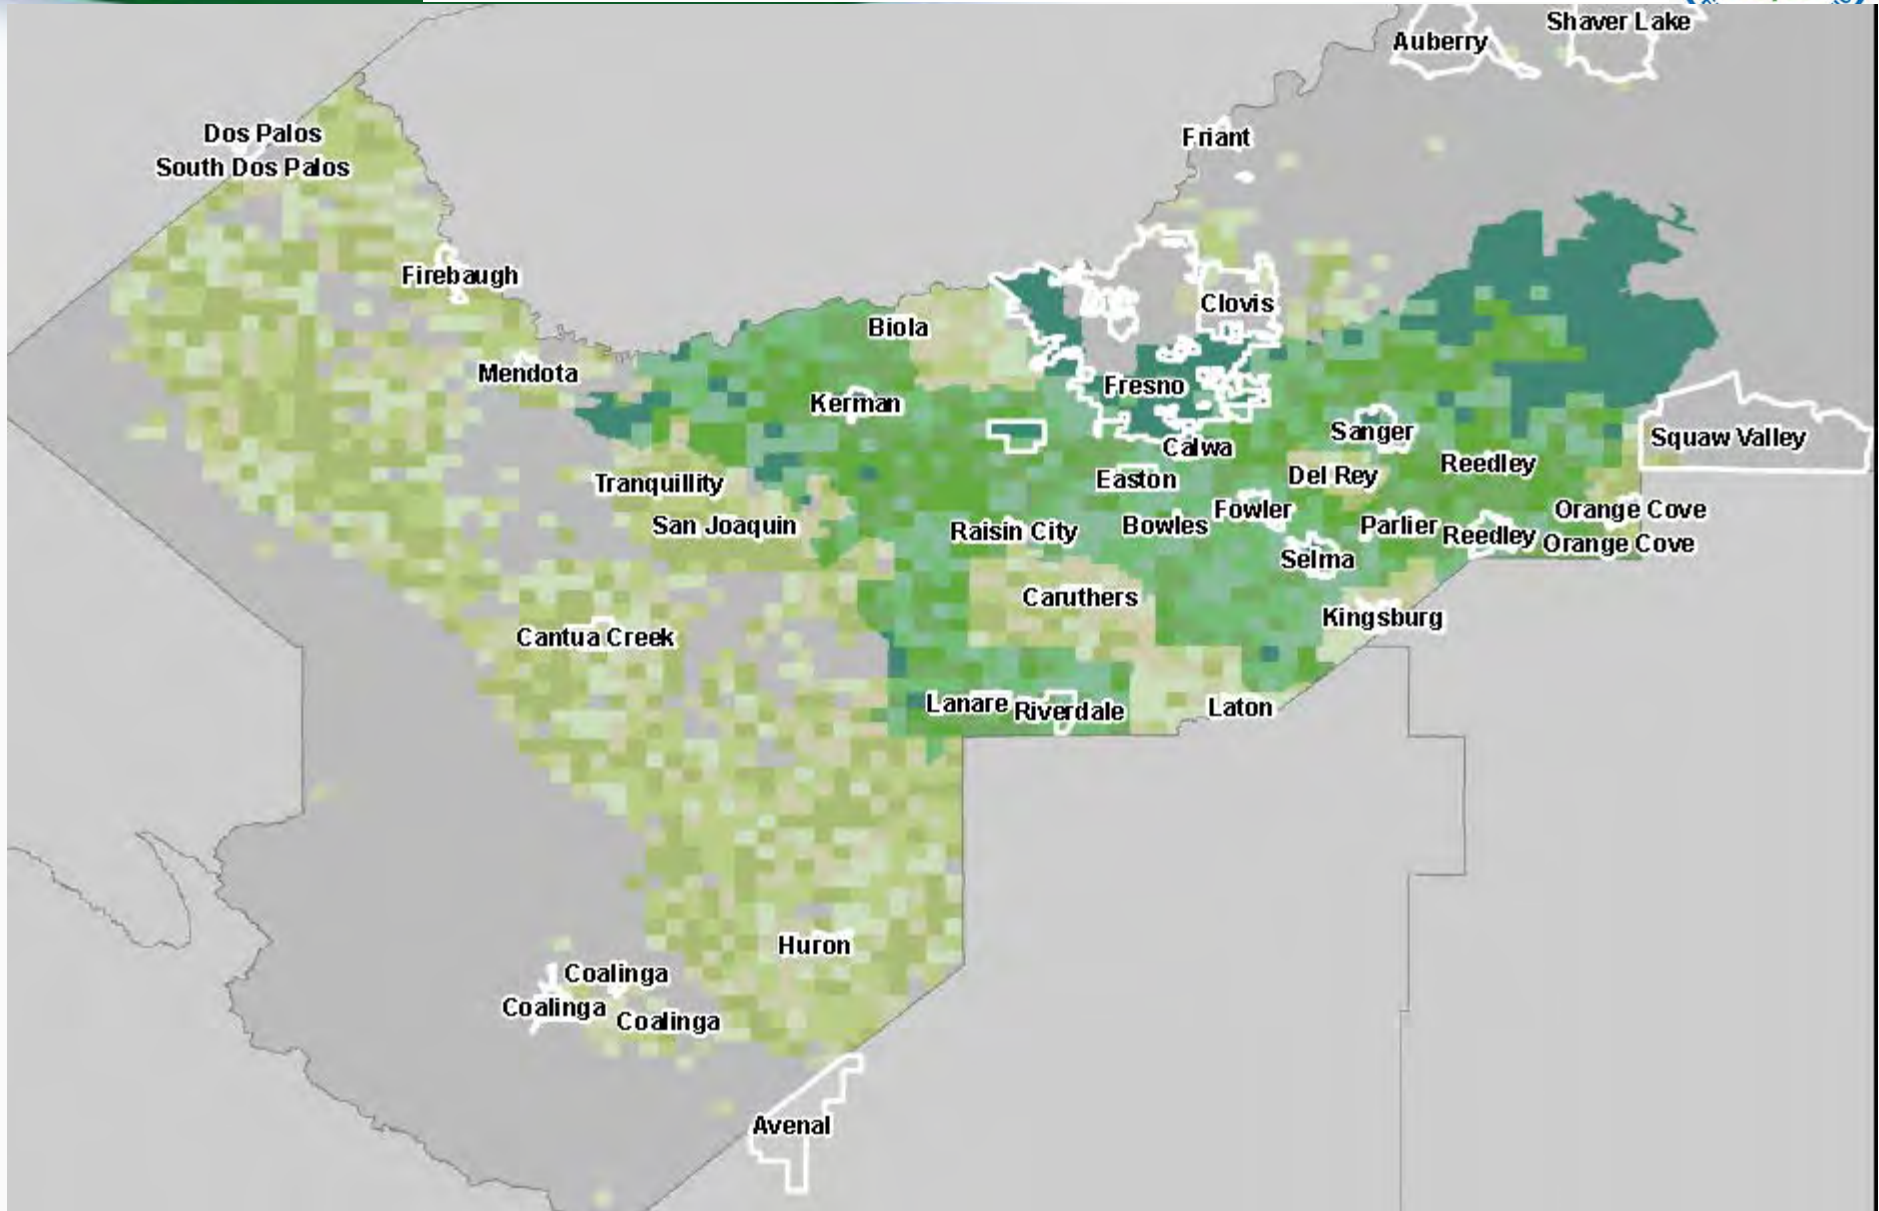 Shaver Lake
Auberry
Dos Palos
South Dos Palos
Friant
Firebaugh
Clovis
Biola
Mendota
Fresno
Kerman
Sanger
Squaw Valley
Calwa
Reedley
Del Rey
Easton
Tranquillity
Fowler
Orange Cove
San Joaquin
Raisin City
Bowles
Parlier
Reedley
Orange Cove
Selma
Caruthers
Kingsburg
Cantua Creek
Lanare
Riverdale
Laton
Huron
Coalinga
Coalinga
Coalinga
Avenal